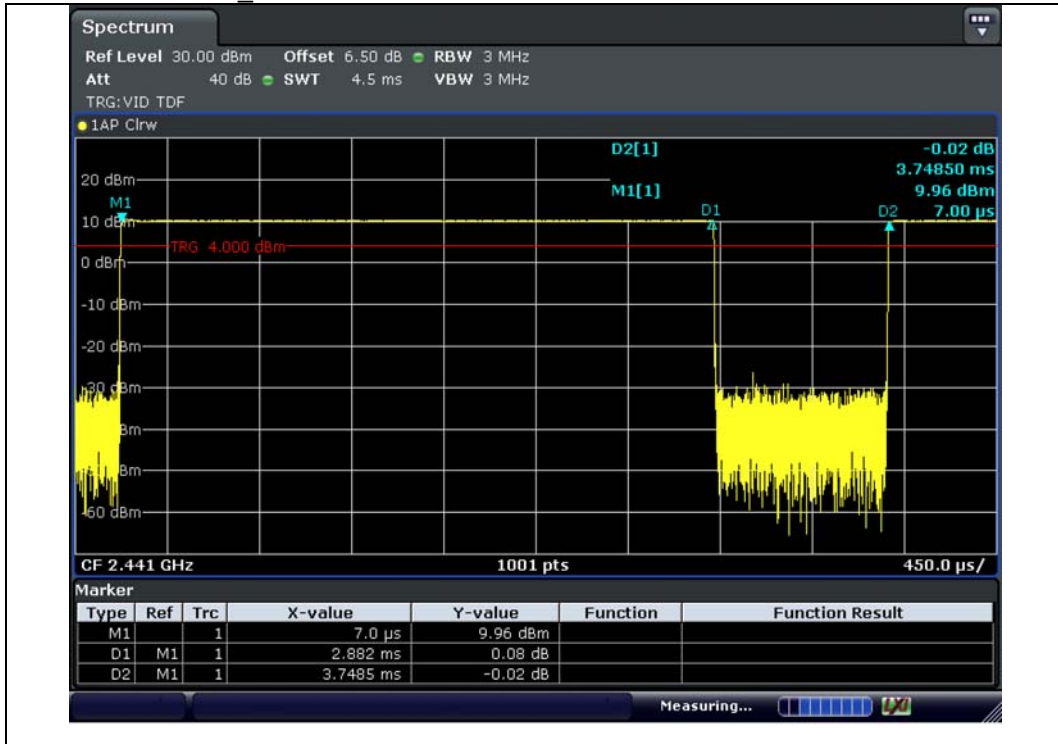 Spectrum
Ref Level 30.00 dBm Offset 6.50 dB RBW 3 MHz
Att 40 dB SWT 4.5 ms VBW 3 MHz
TRG:VID TDF
1AP Clrw
D2[1] -0.02 dB
3.74850 ms
M1[1] 9.96 dBm
7.00 µs
20 dBm
M1
D1
D2
10 dBm
TRG 4.000 dBm
0 dBm
-10 dBm
-20 dBm
-30 dBm
dBm
dBm
-60 dBm
CF 2.441 GHz 1001 pts 450.0 µs/
Marker
Type Ref Trc X-value Y-value Function Function Result
M1 1 7.0 µs 9.96 dBm
D1 M1 1 2.882 ms 0.08 dB
D2 M1 1 3.7485 ms -0.02 dB
Measuring... LXI